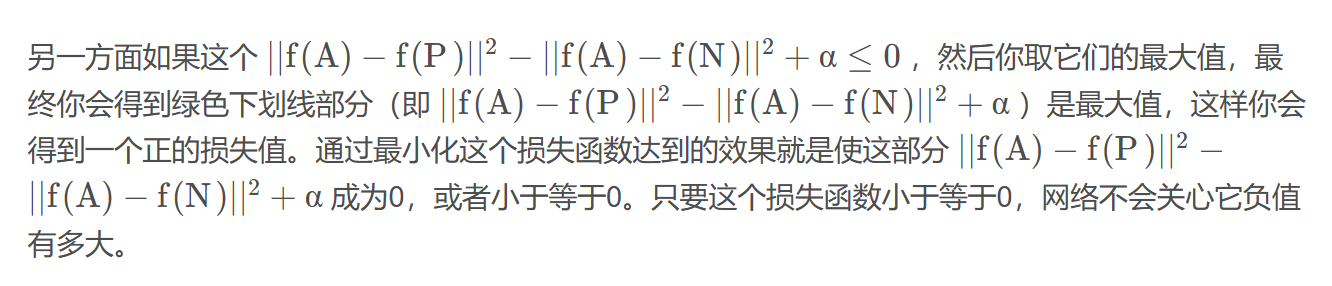 另一方面如果这个 ||f(A) − f(P)||² − ||f(A) − f(N)||² + α ≤ 0 ，然后你取它们的最大值，最
终你会得到绿色下划线部分（即 ||f(A) − f(P)||² − ||f(A) − f(N)||² + α ）是最大值，这样你会
得到一个正的损失值。通过最小化这个损失函数达到的效果就是使这部分 ||f(A) − f(P)||² −
||f(A) − f(N)||² + α 成为0，或者小于等于0。只要这个损失函数小于等于0，网络不会关心它负值
有多大。